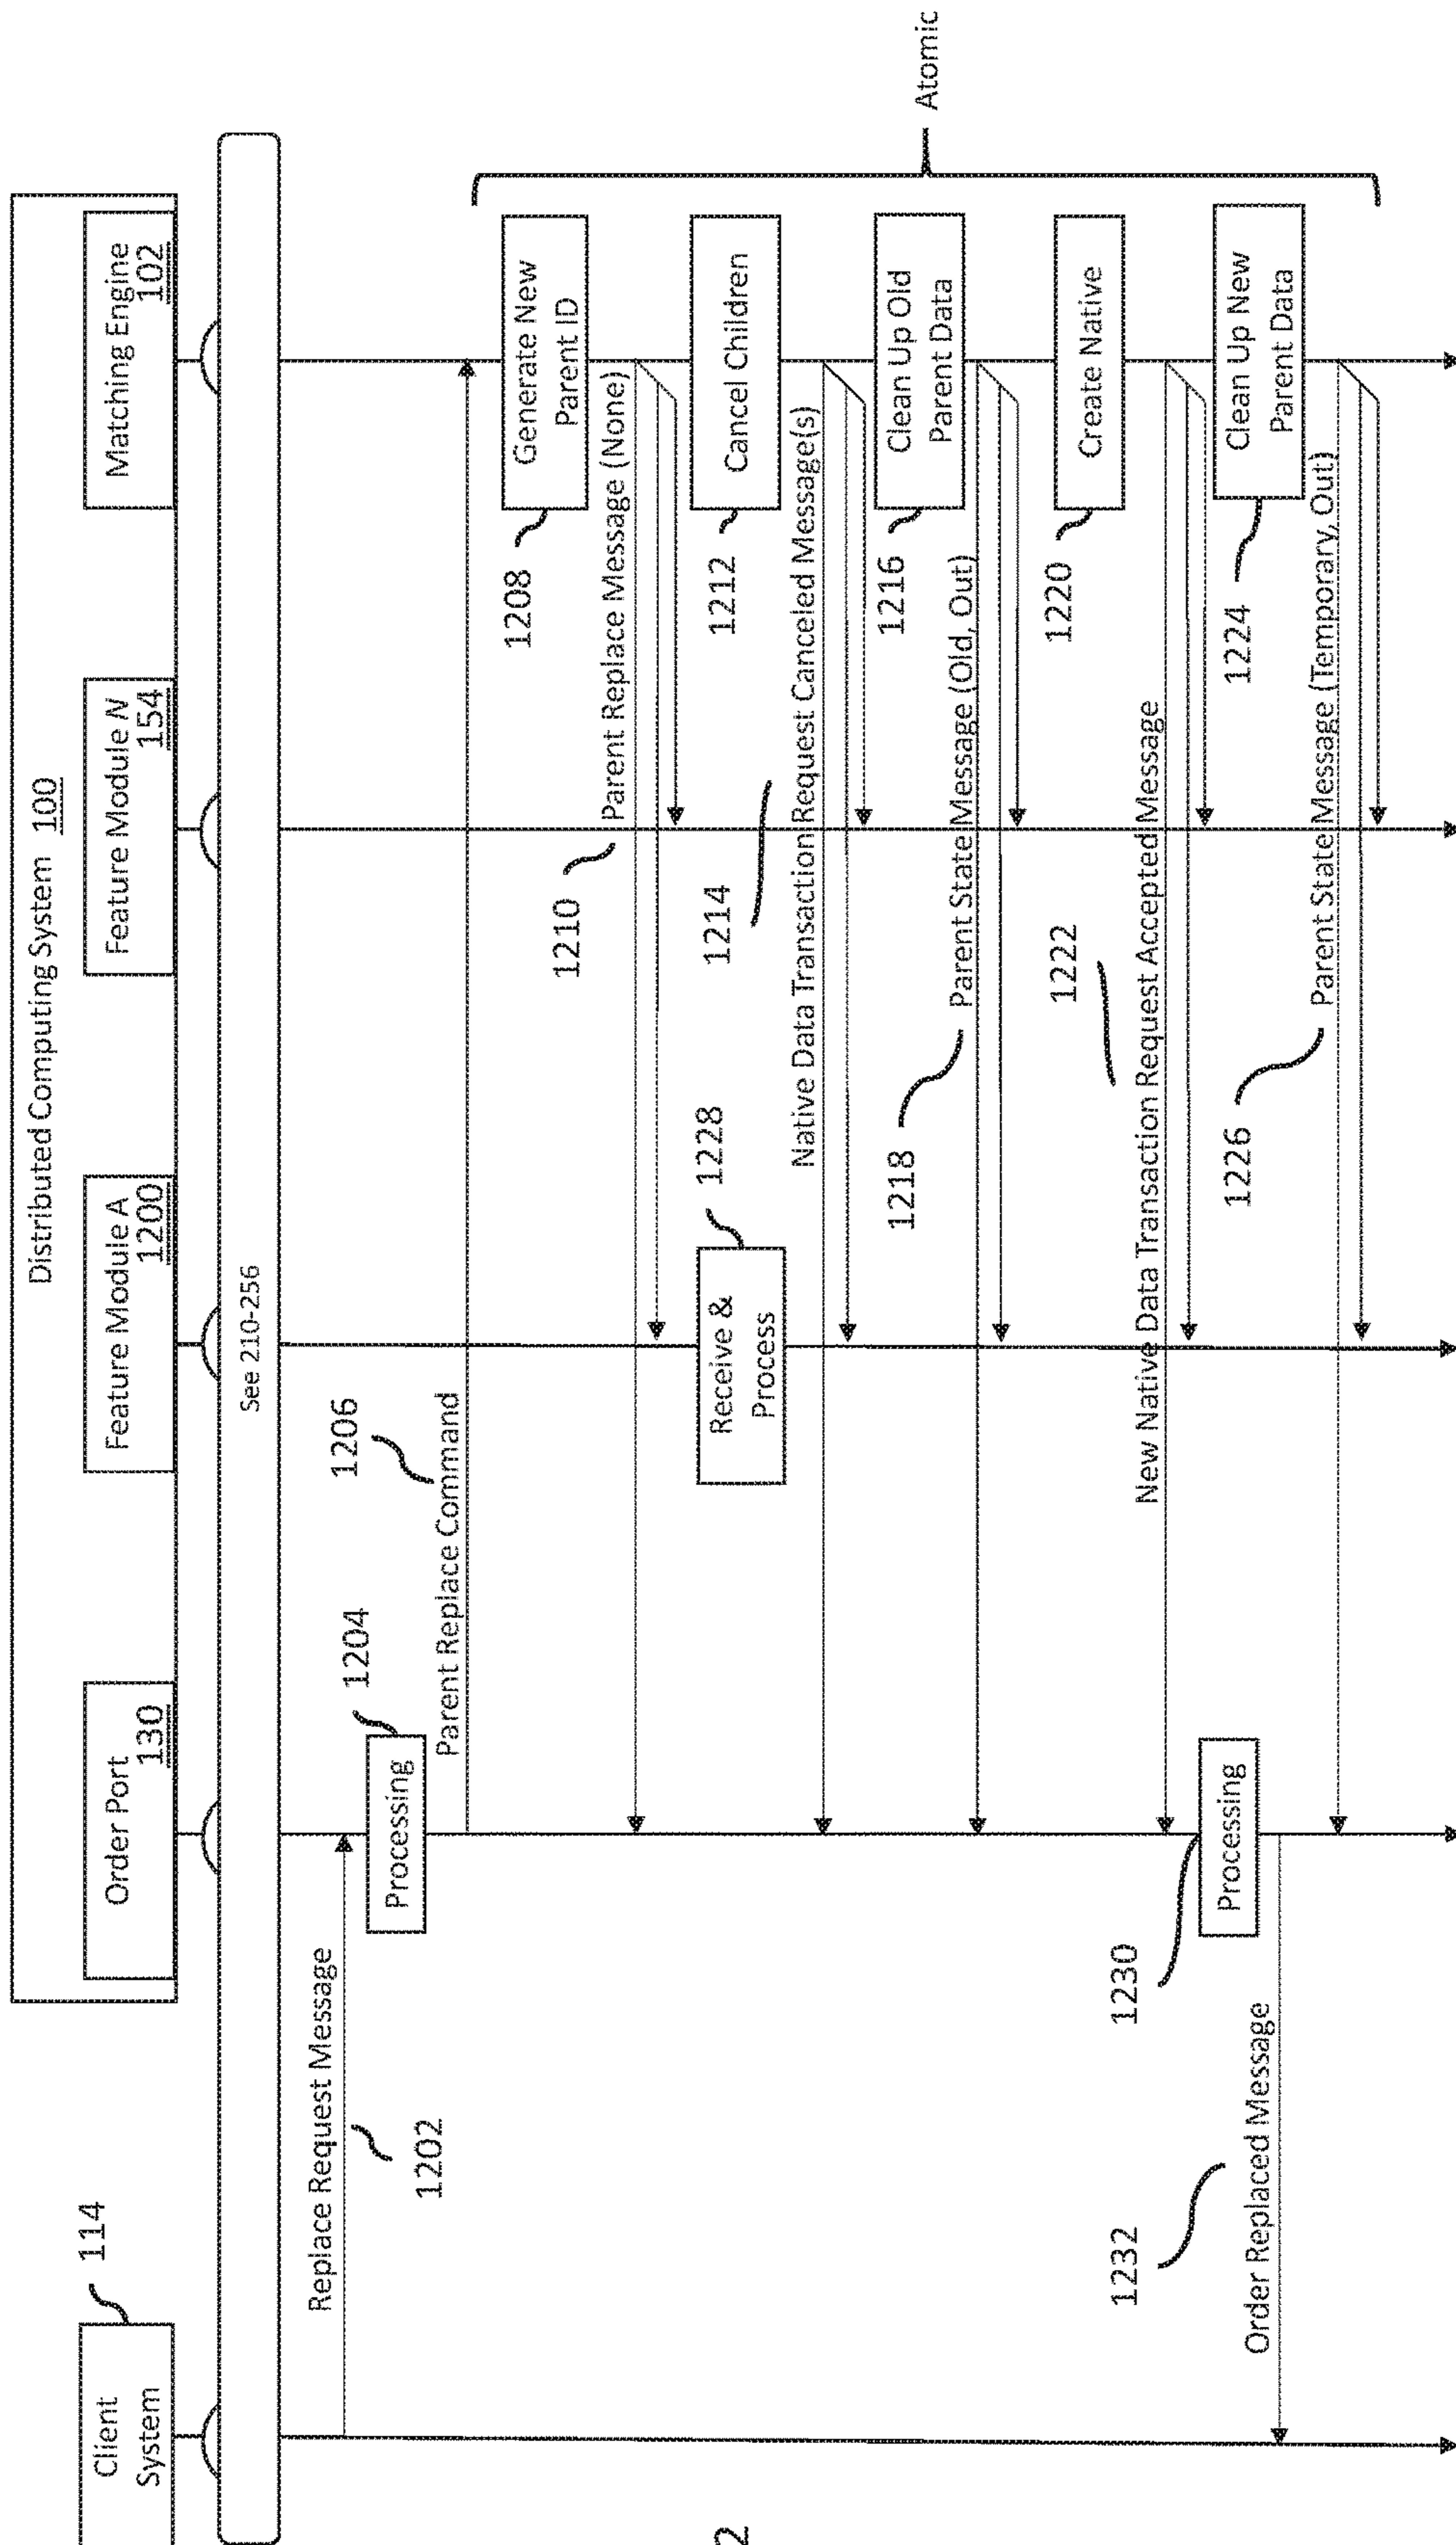 Distributed Computing System 100
Client
System
114
Order Port
130
Feature Module A
1200
Feature Module N
154
Matching Engine
102
See 210-256
Replace Request Message
1202
Processing
1204
Parent Replace Command
1206
Generate New
Parent ID
1208
Parent Replace Message (None)
1210
Receive &
Process
1228
Cancel Children
1212
Native Data Transaction Request Canceled Message(s)
1214
Clean Up Old
Parent Data
1216
Parent State Message (Old, Out)
1218
Create Native
1220
New Native Data Transaction Request Accepted Message
1222
Processing
1230
Clean Up New
Parent Data
1224
Order Replaced Message
1232
Parent State Message (Temporary, Out)
1226
Atomic
2